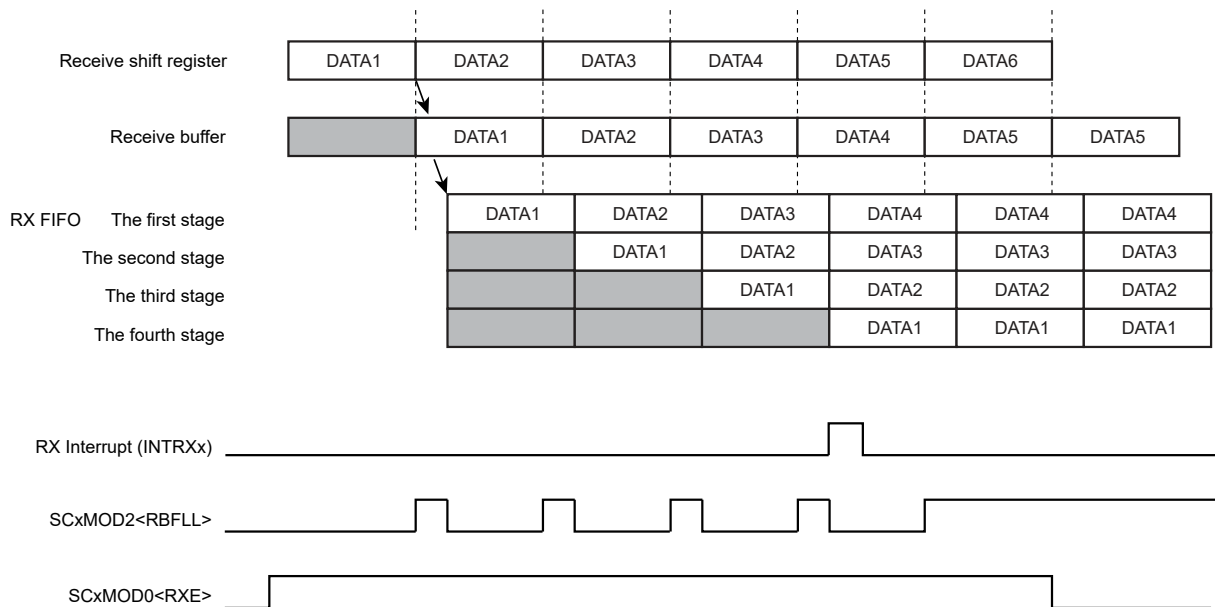 Receive shift register DATA1 DATA2 DATA3 DATA4 DATA5 DATA6
Receive buffer DATA1 DATA2 DATA3 DATA4 DATA5 DATA5
RX FIFO The first stage DATA1 DATA2 DATA3 DATA4 DATA4 DATA4
The second stage DATA1 DATA2 DATA3 DATA3 DATA3
The third stage DATA1 DATA2 DATA2 DATA2
The fourth stage DATA1 DATA1 DATA1
RX Interrupt (INTRXx)
SCxMOD2<RBFLL>
SCxMOD0<RXE>